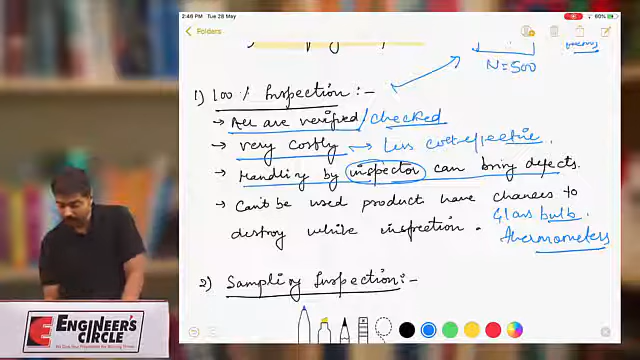 2:46 PM Tue 28 May
60%
Folders
N=500
1) 100% Inspection :-
→ All are verified / checked
→ Very Costly → Less cost-effective.
→ Handling by inspector can bring defects.
→ Can't be used product have chances to
destroy while inspection. Glass bulb.
thermometers
2) Sampling Inspection :-
ENGINEER'S
CIRCLE